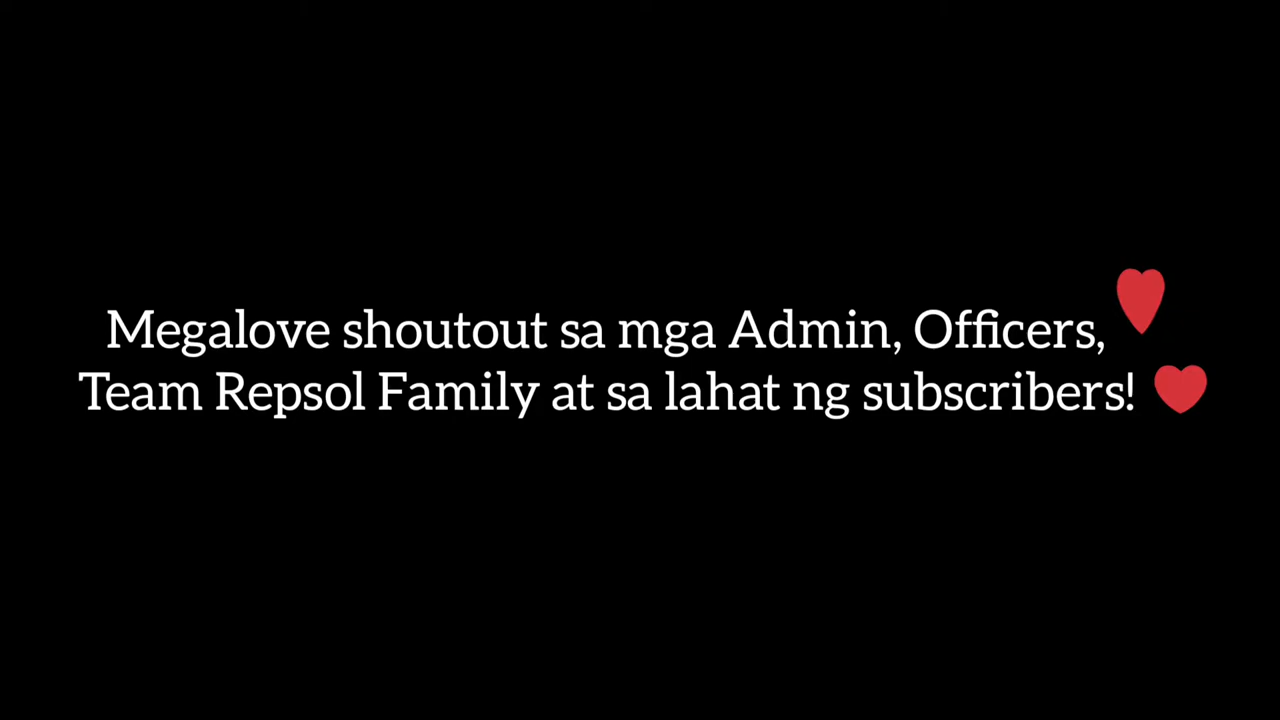 Megalove shoutout sa mga Admin, Officers,
Team Repsol Family at sa lahat ng subscribers!